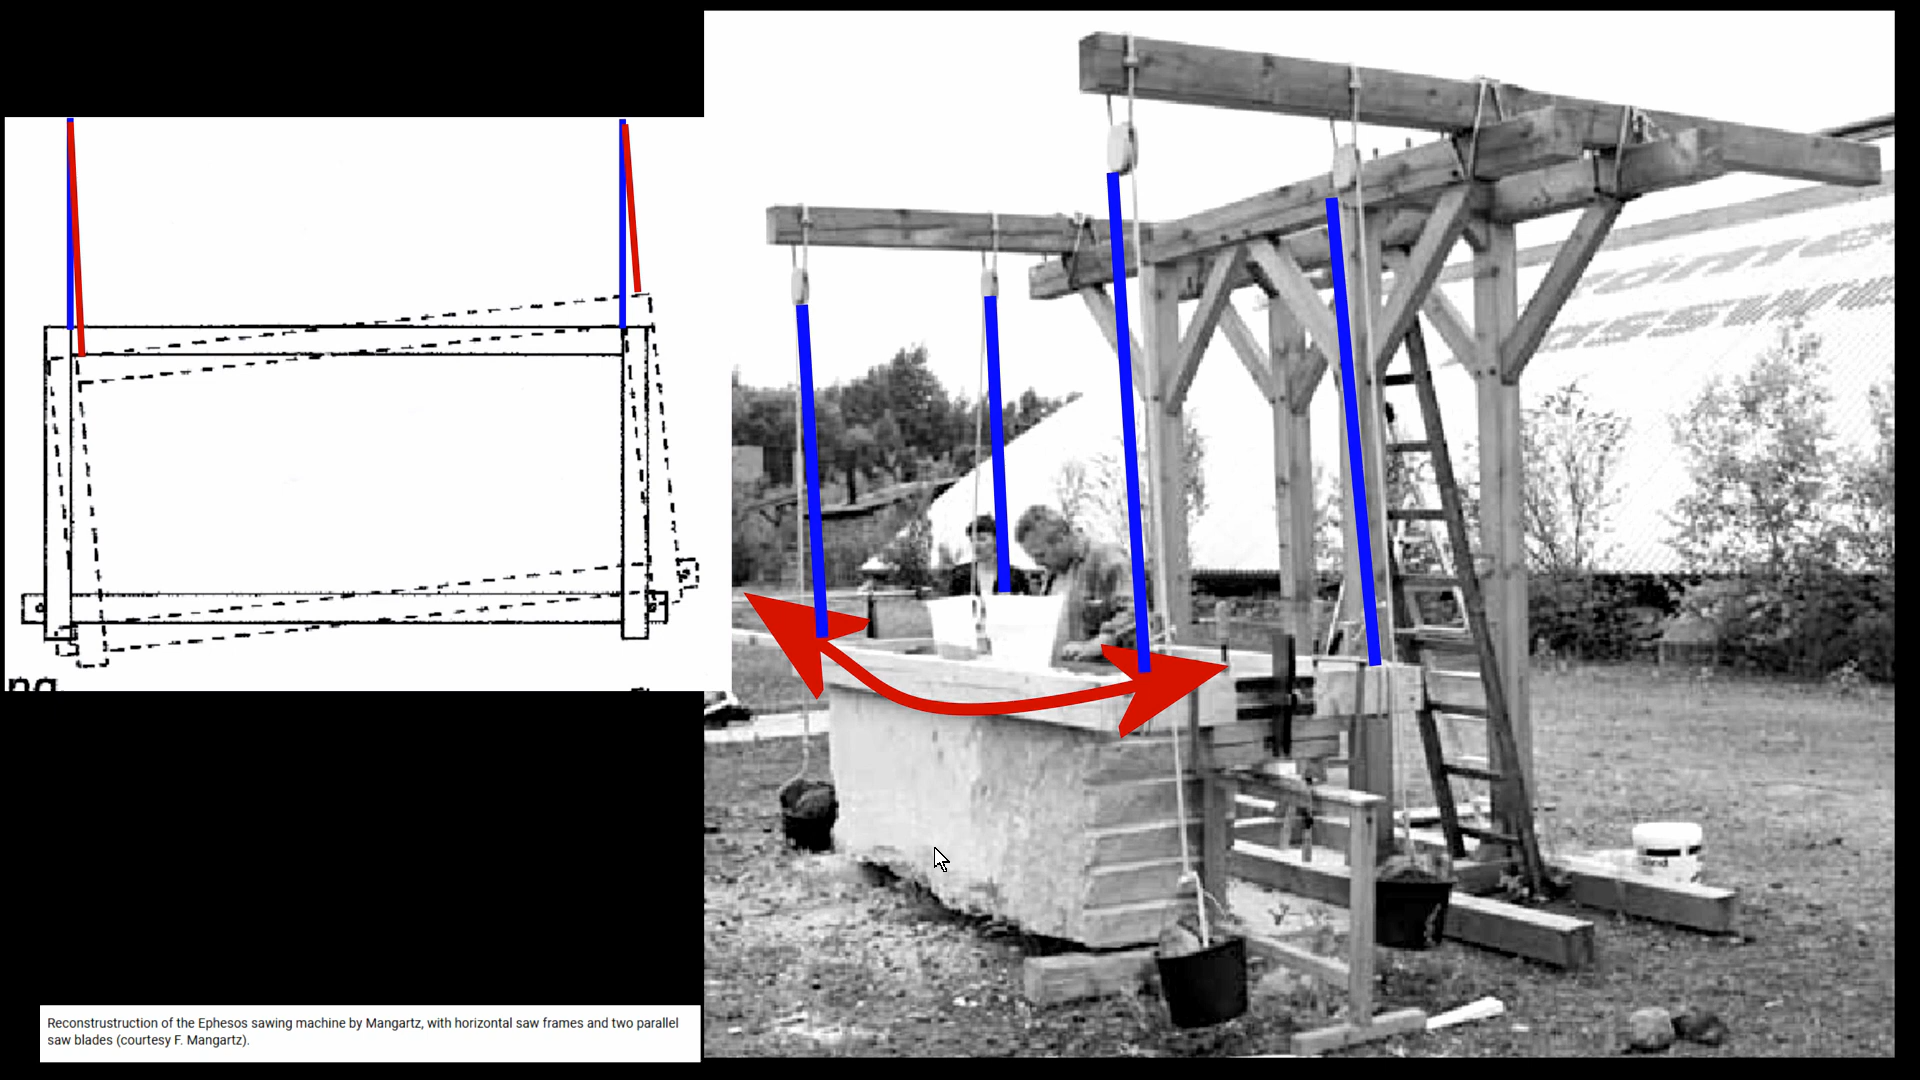 ng.
Reconstrustruction of the Ephesos sawing machine by Mangartz, with horizontal saw frames and two parallel
saw blades (courtesy F. Mangartz).